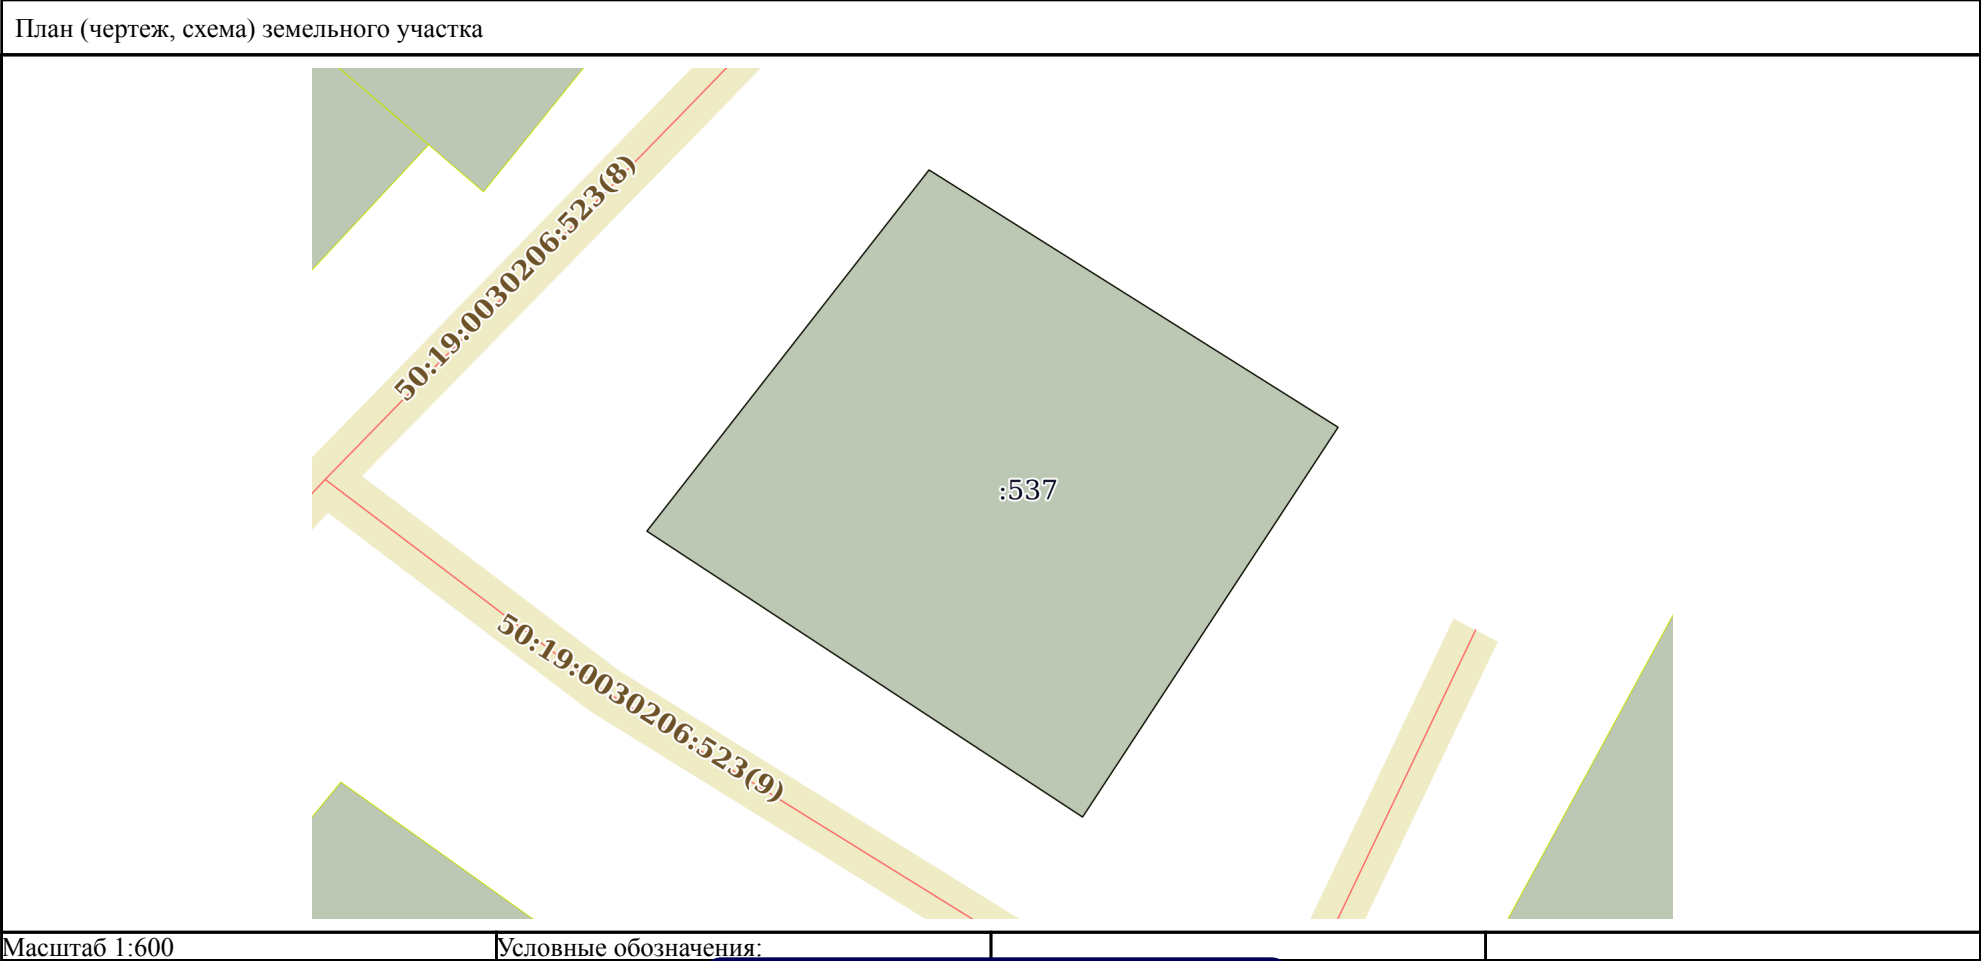 План (чертеж, схема) земельного участка
50:19:0030206:523(8)
:537
50:19:0030206:523(9)
Масштаб 1:600
Условные обозначения: